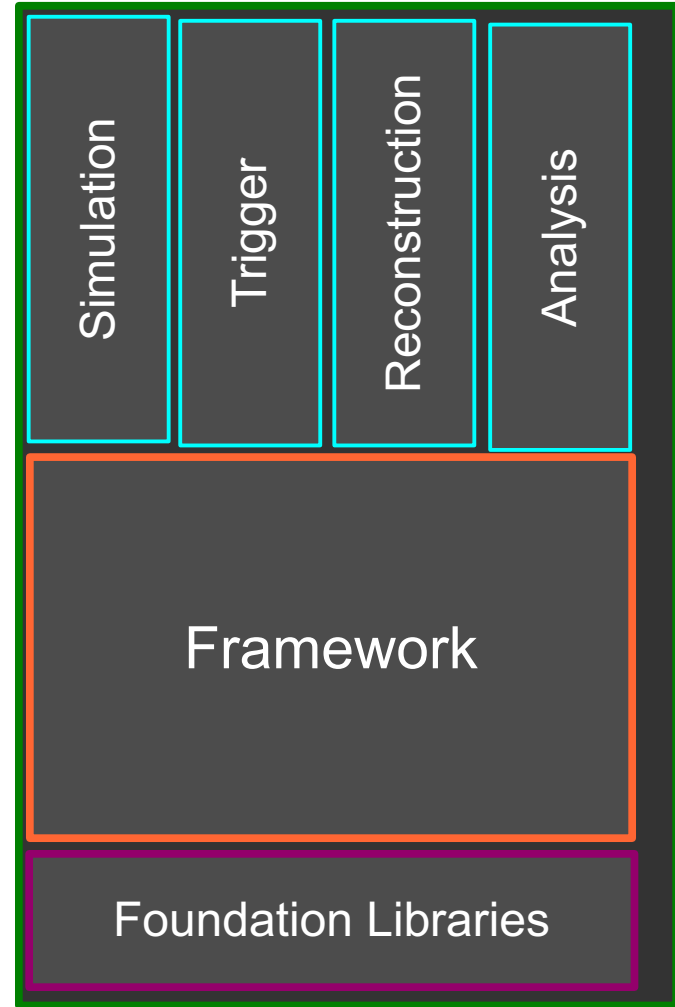 Simulation
Trigger
Reconstruction
Analysis
Framework
Foundation Libraries